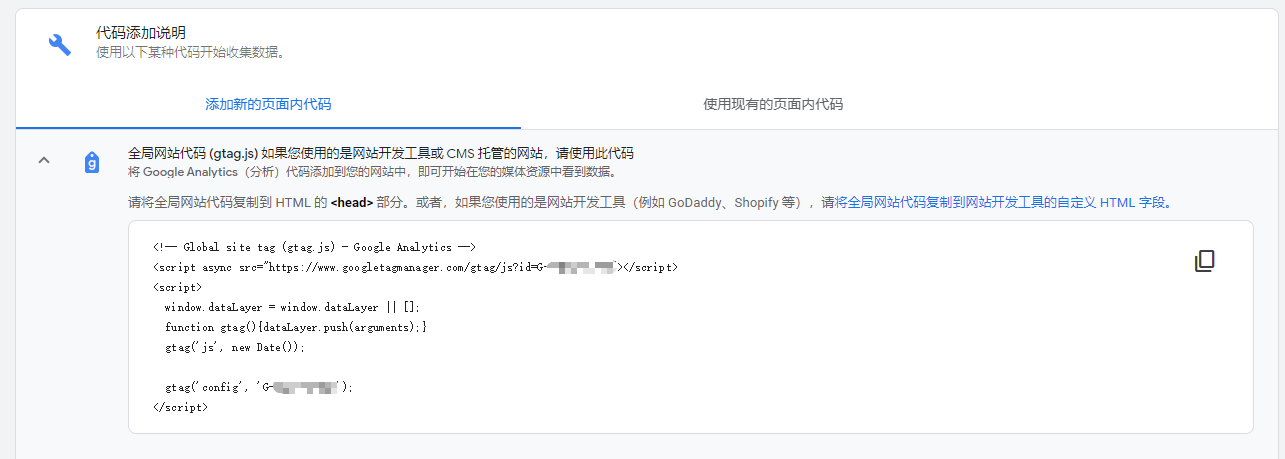 代码添加说明
使用以下某种代码开始收集数据。
添加新的页面内代码
使用现有的页面内代码
全局网站代码 (gtag.js) 如果您使用的是网站开发工具或 CMS 托管的网站，请使用此代码
将 Google Analytics（分析）代码添加到您的网站中，即可开始在您的媒体资源中看到数据。
请将全局网站代码复制到 HTML 的 <head> 部分。或者，如果您使用的是网站开发工具（例如 GoDaddy、Shopify 等），请将全局网站代码复制到网站开发工具的自定义 HTML 字段。
<!-- Global site tag (gtag.js) - Google Analytics -->
<script async src="https://www.googletagmanager.com/gtag/js?id=G-"></script>
<script>
window.dataLayer = window.dataLayer || [];
function gtag(){dataLayer.push(arguments);}
gtag('js', new Date());
gtag('config', 'G-');
</script>